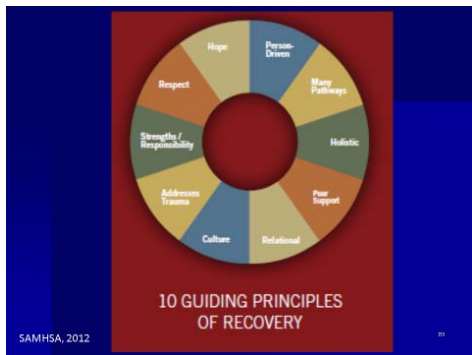 Hope
Person-
Driven
Many
Pathways
Holistic
Peer
Support
Relational
Culture
Addresses
Trauma
Strengths /
Responsibility
Respect
10 GUIDING PRINCIPLES
OF RECOVERY
SAMHSA, 2012